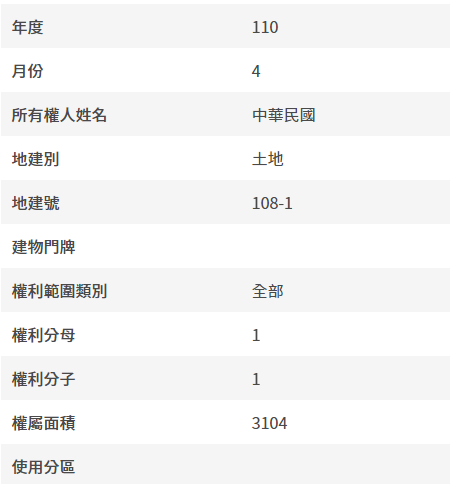 年度 110
月份 4
所有權人姓名 中華民國
地建別 土地
地建號 108-1
建物門牌
權利範圍類別 全部
權利分母 1
權利分子 1
權屬面積 3104
使用分區